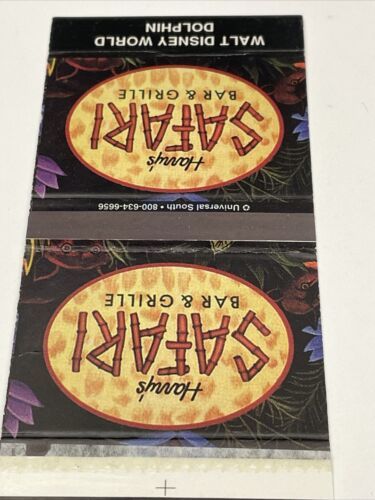 Harry's
SAFARI
BAR & GRILLE
© Universal South • 800-634-6656
Harry's
SAFARI
BAR & GRILLE
WALT DISNEY WORLD
DOLPHIN